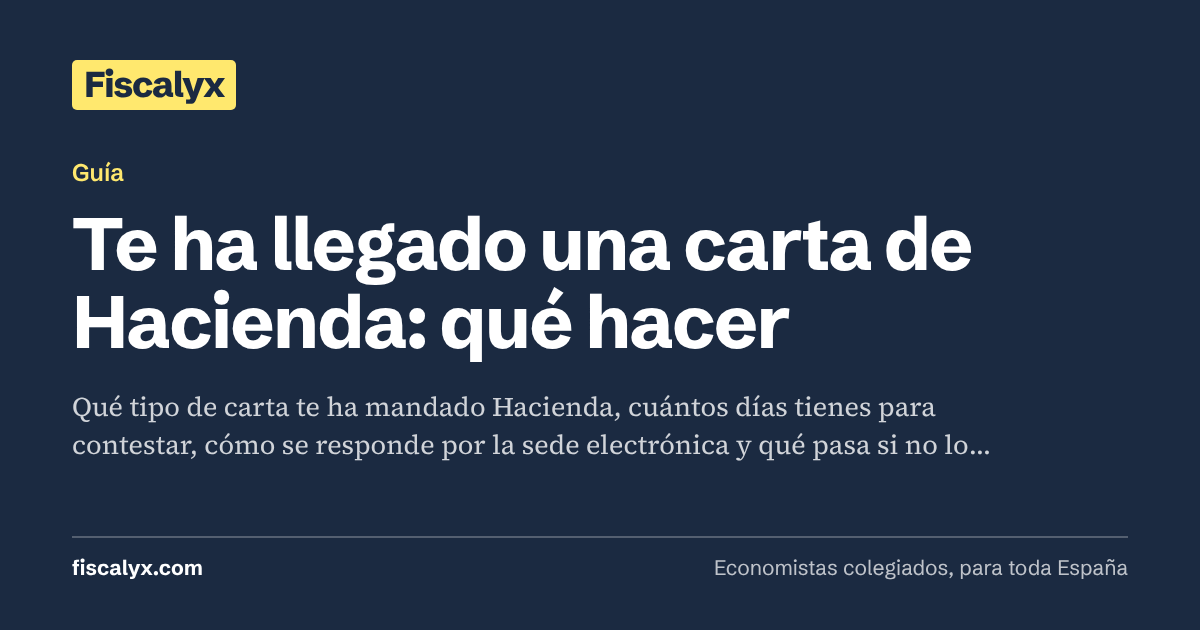 Fiscalyx
Guía
Te ha llegado una carta de
Hacienda: qué hacer
Qué tipo de carta te ha mandado Hacienda, cuántos días tienes para
contestar, cómo se responde por la sede electrónica y qué pasa si no lo...
fiscalyx.com
Economistas colegiados, para toda España